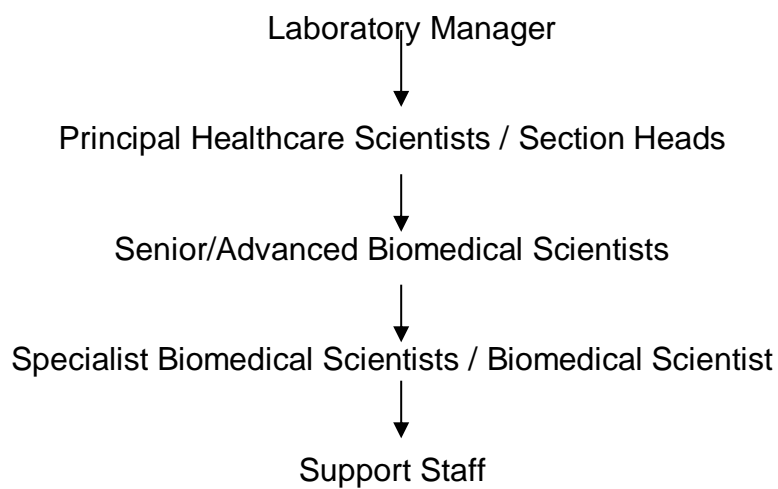 Laboratory Manager
Principal Healthcare Scientists / Section Heads
Senior/Advanced Biomedical Scientists
Specialist Biomedical Scientists / Biomedical Scientist
Support Staff